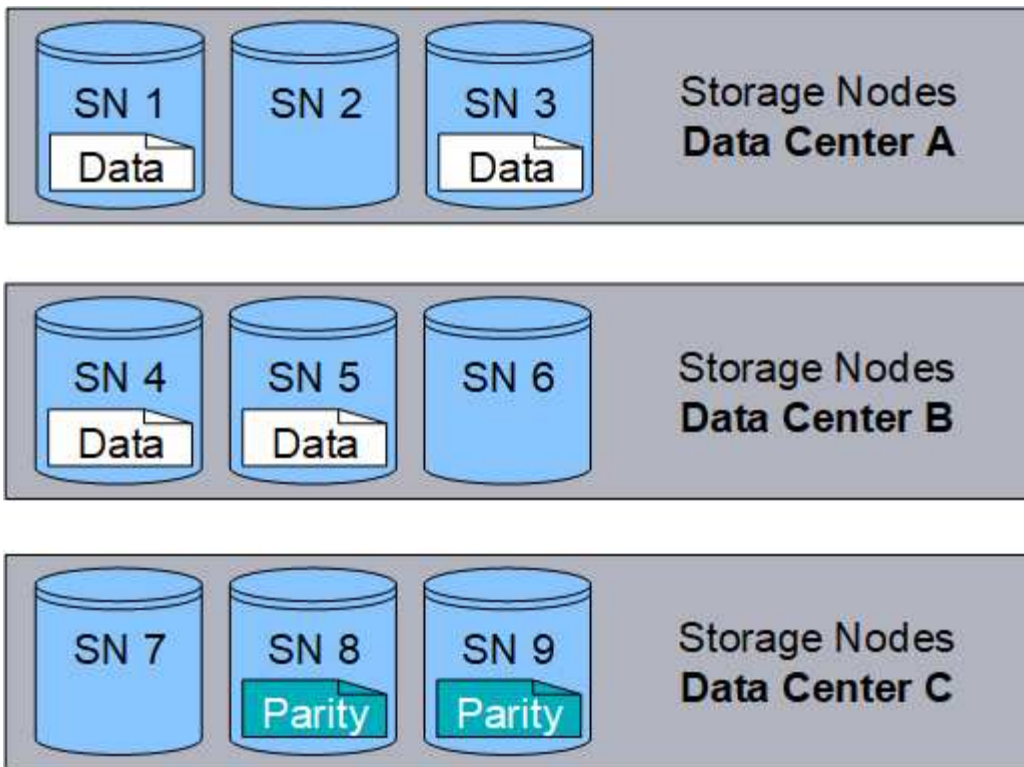 SN 1
SN 2
SN 3
Data
Data
Storage Nodes
Data Center A
SN 4
SN 5
SN 6
Data
Data
Storage Nodes
Data Center B
SN 7
SN 8
SN 9
Parity
Parity
Storage Nodes
Data Center C